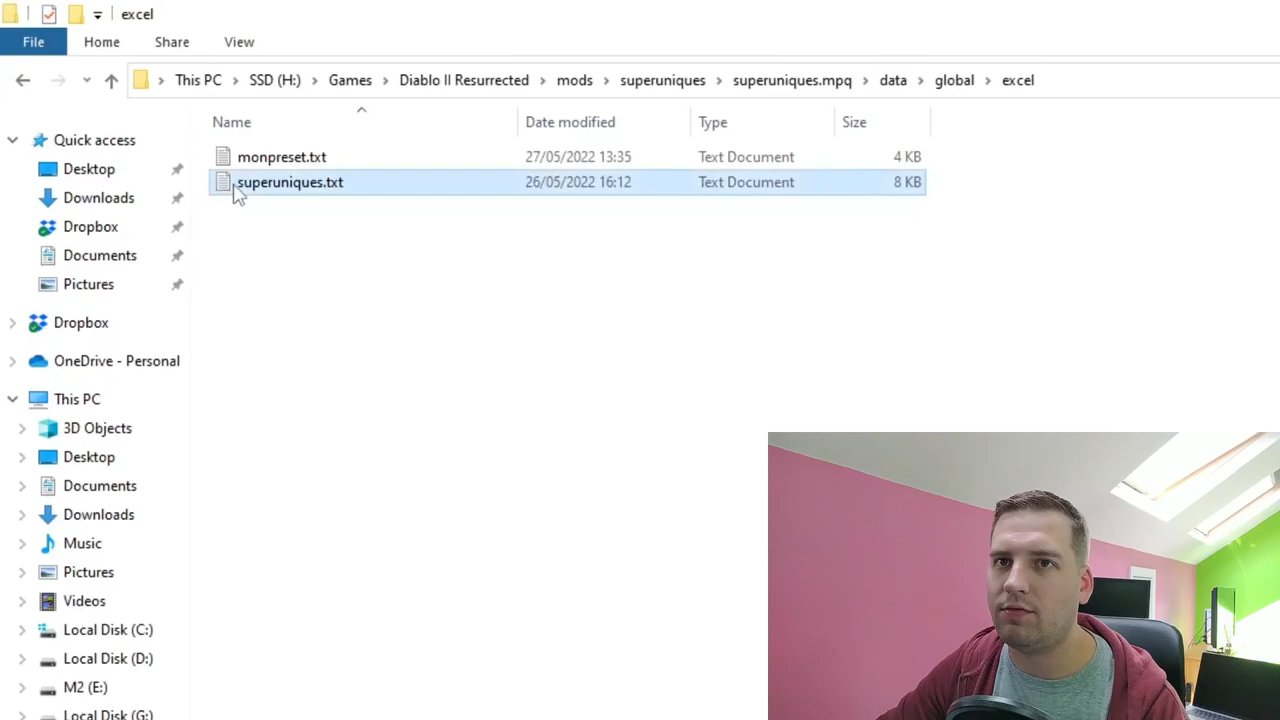 excel
File Home Share View
This PC SSD (H:) Games Diablo II Resurrected mods superuniques superuniques.mpq data global excel
Name Date modified Type Size
monpreset.txt 27/05/2022 13:35 Text Document 4 KB
superuniques.txt 26/05/2022 16:12 Text Document 8 KB
Quick access
Desktop
Downloads
Dropbox
Documents
Pictures
Dropbox
OneDrive - Personal
This PC
3D Objects
Desktop
Documents
Downloads
Music
Pictures
Videos
Local Disk (C:)
Local Disk (D:)
M2 (E:)
Local Disk (G:)